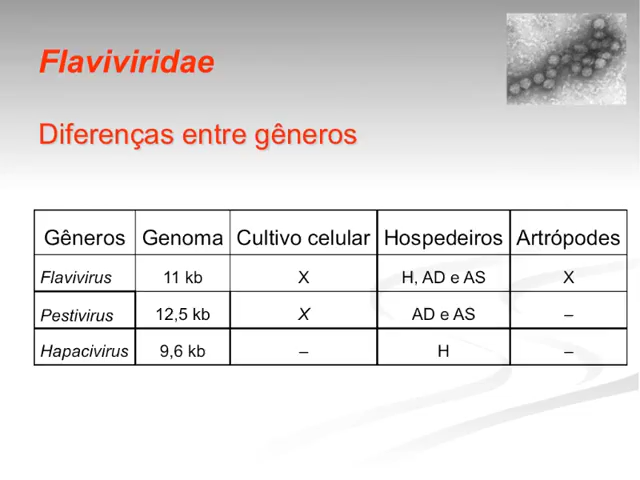 Flaviviridae
Diferenças entre gêneros
Gêneros Genoma Cultivo celular Hospedeiros Artrópodes
Flavivirus 11 kb X H, AD e AS X
Pestivirus 12,5 kb X AD e AS –
Hapacivirus 9,6 kb – H –